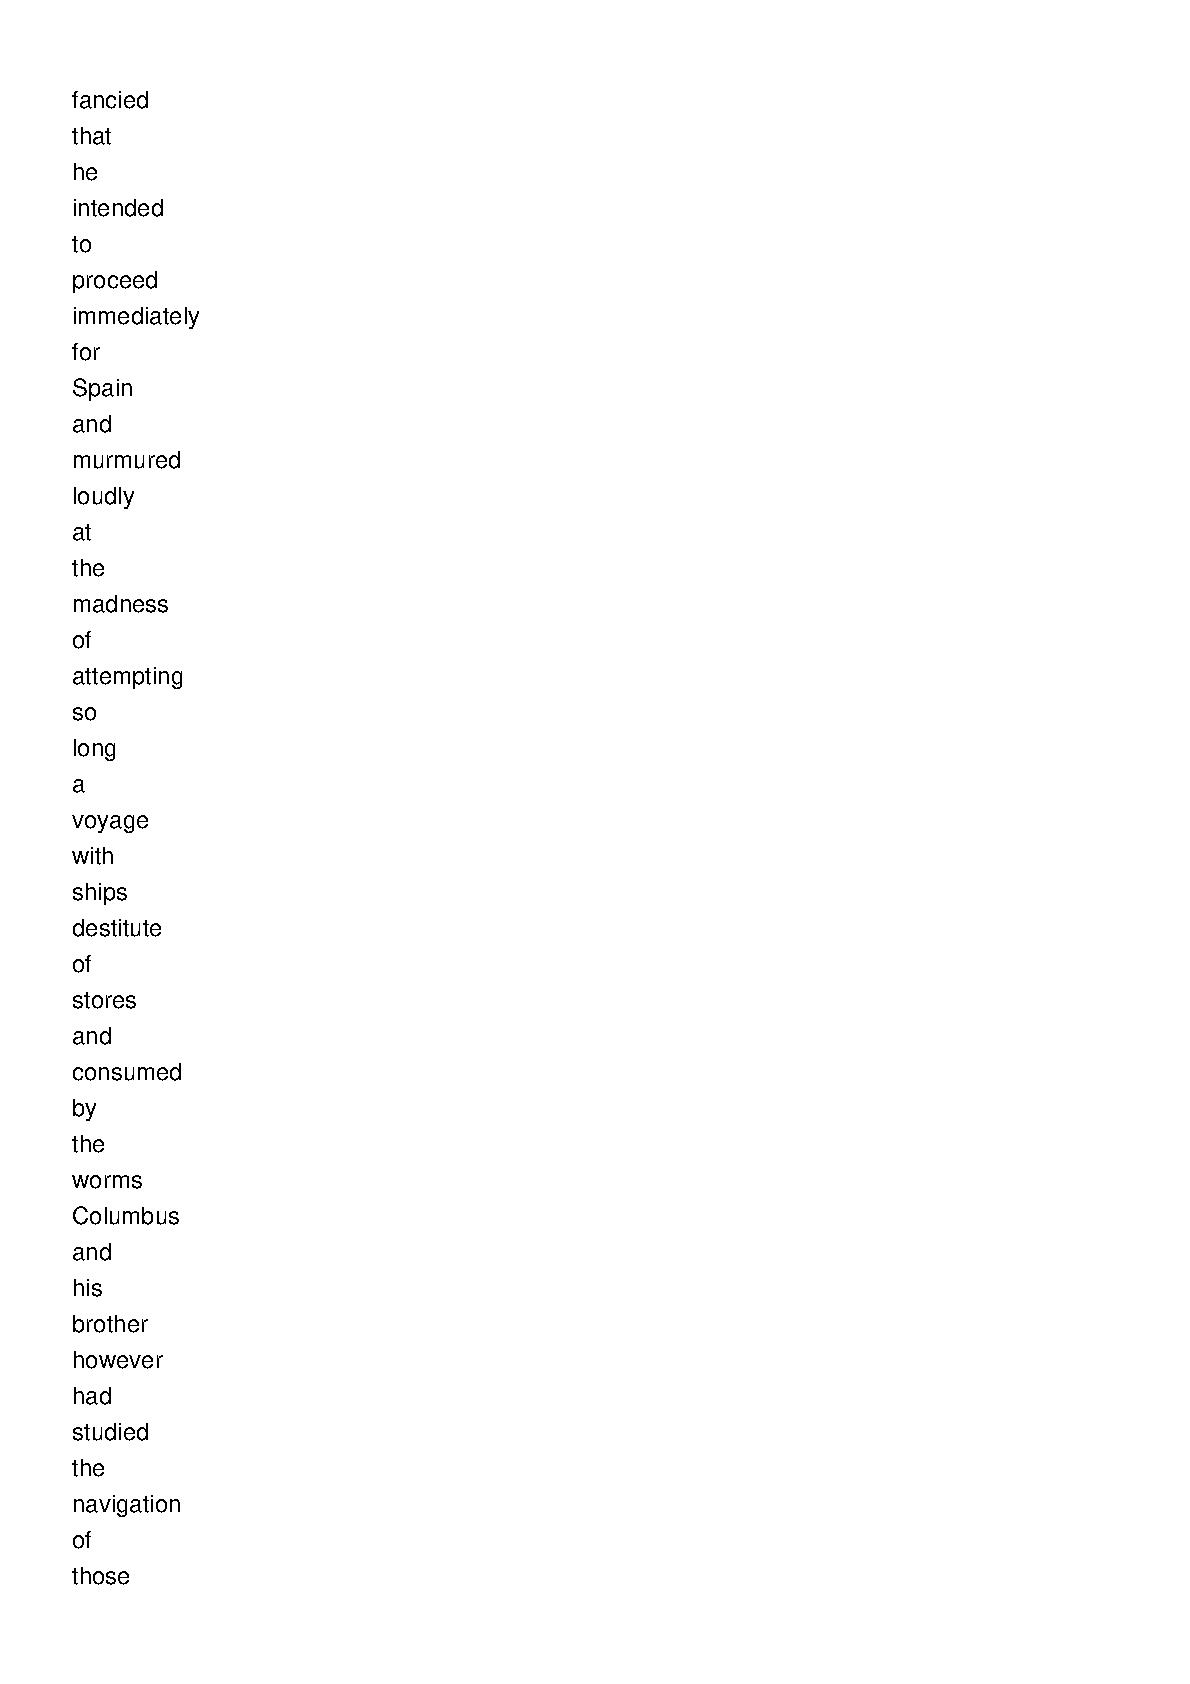 fancied
that
he
intended
to
proceed
immediately
for
Spain
and
murmured
loudly
at
the
madness
of
attempting
so
long
a
voyage
with
ships
destitute
of
stores
and
consumed
by
the
worms
Columbus
and
his
brother
however
had
studied
the
navigation
of
those